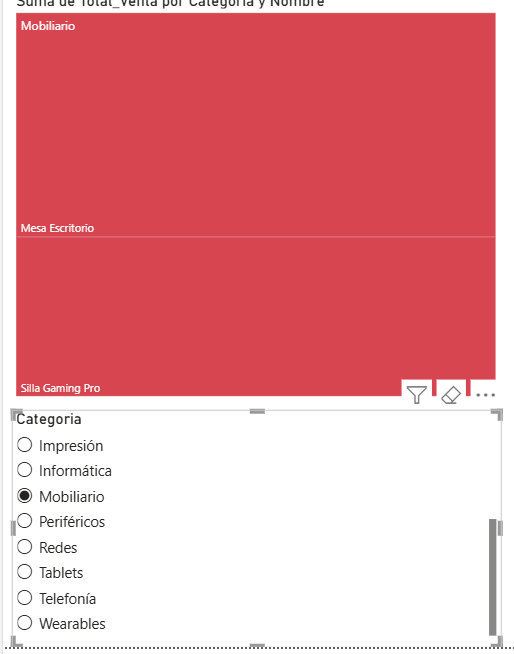 Suma de Total_Venta por Categoria y Nombre
Mobiliario
Mesa Escritorio
Silla Gaming Pro
Categoria
Impresión
Informática
Mobiliario
Periféricos
Redes
Tablets
Telefonía
Wearables